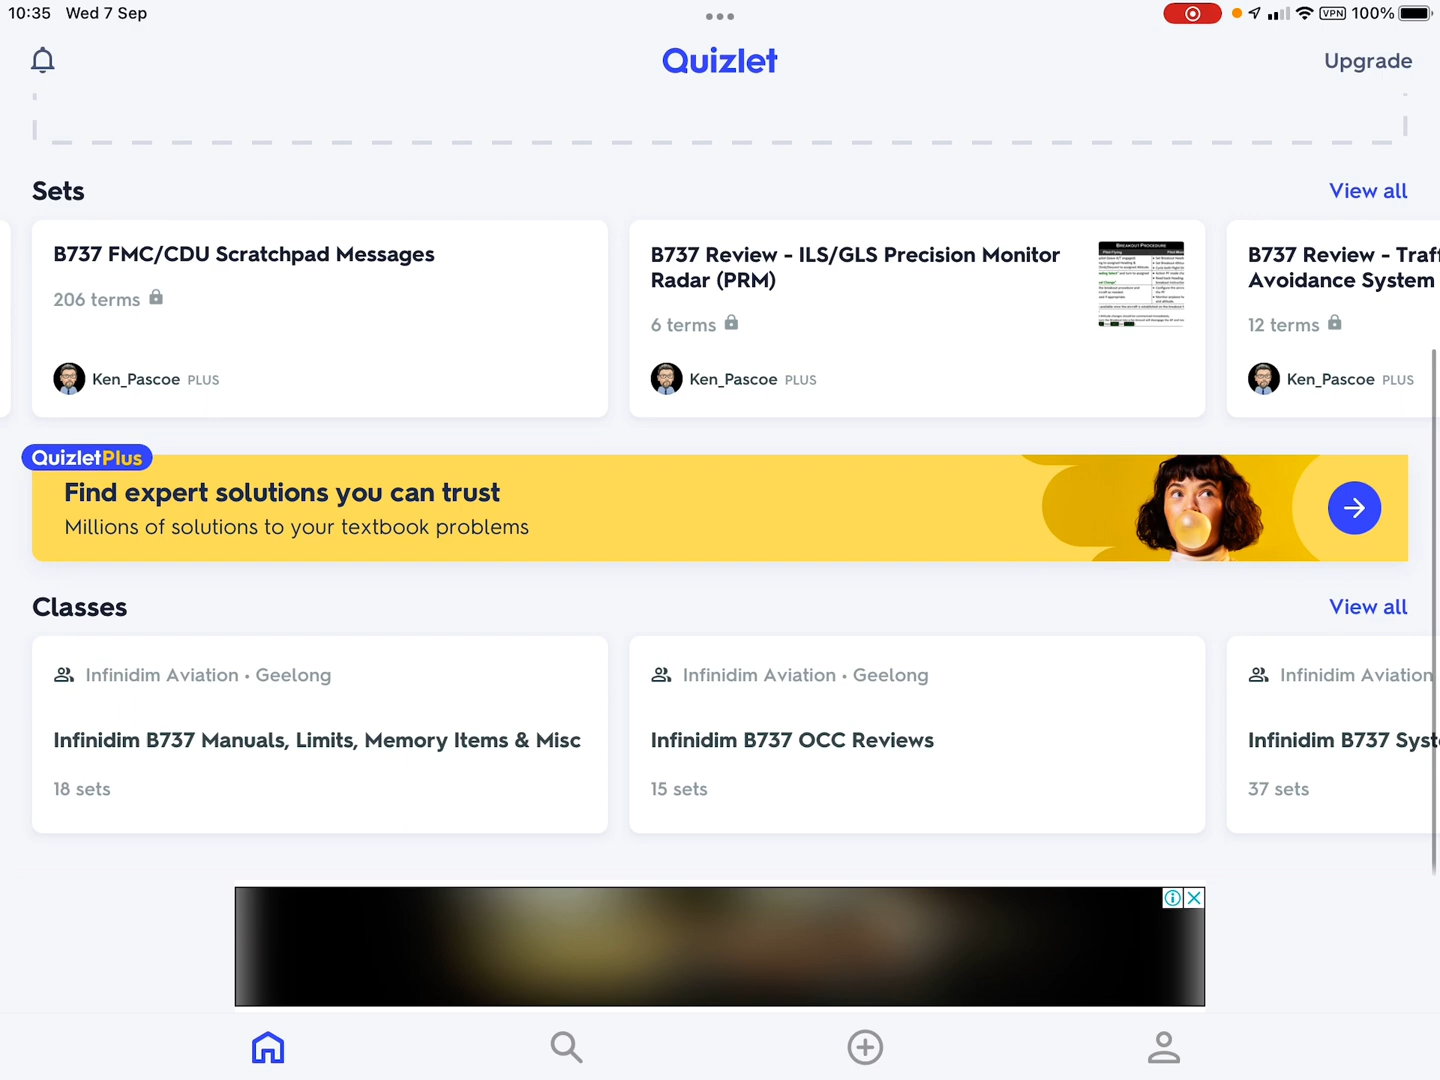 10:35 Wed 7 Sep
VPN 100%
Quizlet
Upgrade
Sets
View all
B737 FMC/CDU Scratchpad Messages
206 terms
Ken_Pascoe PLUS
B737 Review - ILS/GLS Precision Monitor
Radar (PRM)
6 terms
BREAKOUT PROCEDURE
Ken_Pascoe PLUS
B737 Review - Traf
Avoidance System
12 terms
Ken_Pascoe PLUS
QuizletPlus
Find expert solutions you can trust
Millions of solutions to your textbook problems
Classes
View all
Infinidim Aviation • Geelong
Infinidim B737 Manuals, Limits, Memory Items & Misc
18 sets
Infinidim Aviation • Geelong
Infinidim B737 OCC Reviews
15 sets
Infinidim Aviation
Infinidim B737 Syst
37 sets